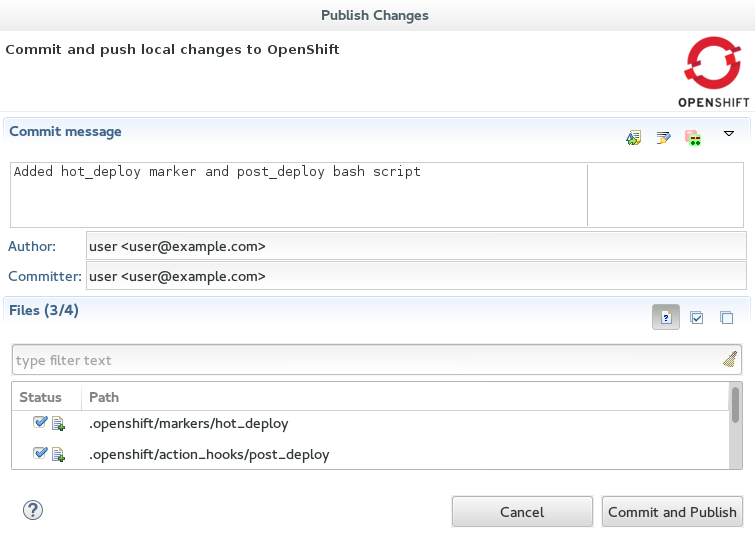 Publish Changes
Commit and push local changes to OpenShift
OPENSHIFT
Commit message
Added hot_deploy marker and post_deploy bash script
Author: user <user@example.com>
Committer: user <user@example.com>
Files (3/4)
type filter text
Status Path
.openshift/markers/hot_deploy
.openshift/action_hooks/post_deploy
Cancel Commit and Publish